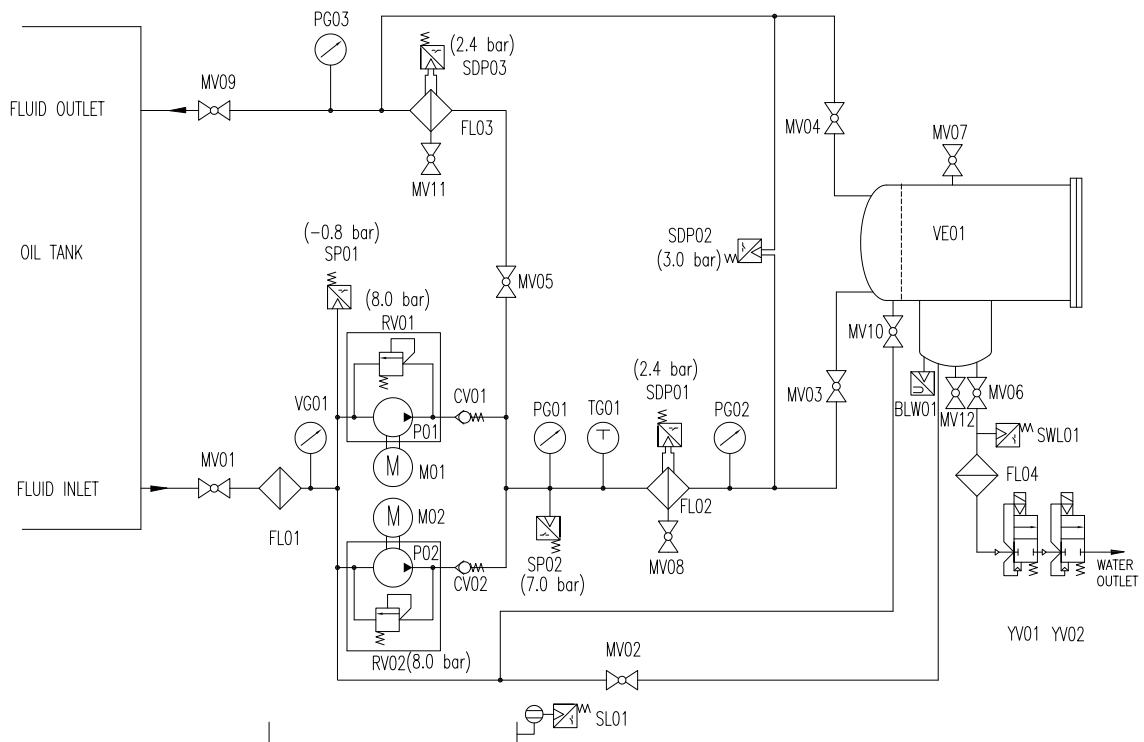 PG03
(2.4 bar)
SDP03
MV09
FLUID OUTLET
FL03
MV04
MV07
MV11
OIL TANK
(-0.8 bar)
SP01
SDP02
(3.0 bar)
VE01
MV05
(8.0 bar)
RV01
MV10
(2.4 bar)
SDP01
VG01
CV01
PG01
TG01
PG02
MV03
BLW01
MV12
MV06
P01
M
M01
SWL01
MV01
FLUID INLET
FL01
M
M02
FL02
FL04
P02
CV02
SP02
(7.0 bar)
MV08
WATER
OUTLET
YV01
YV02
RV02(8.0 bar)
MV02
SL01